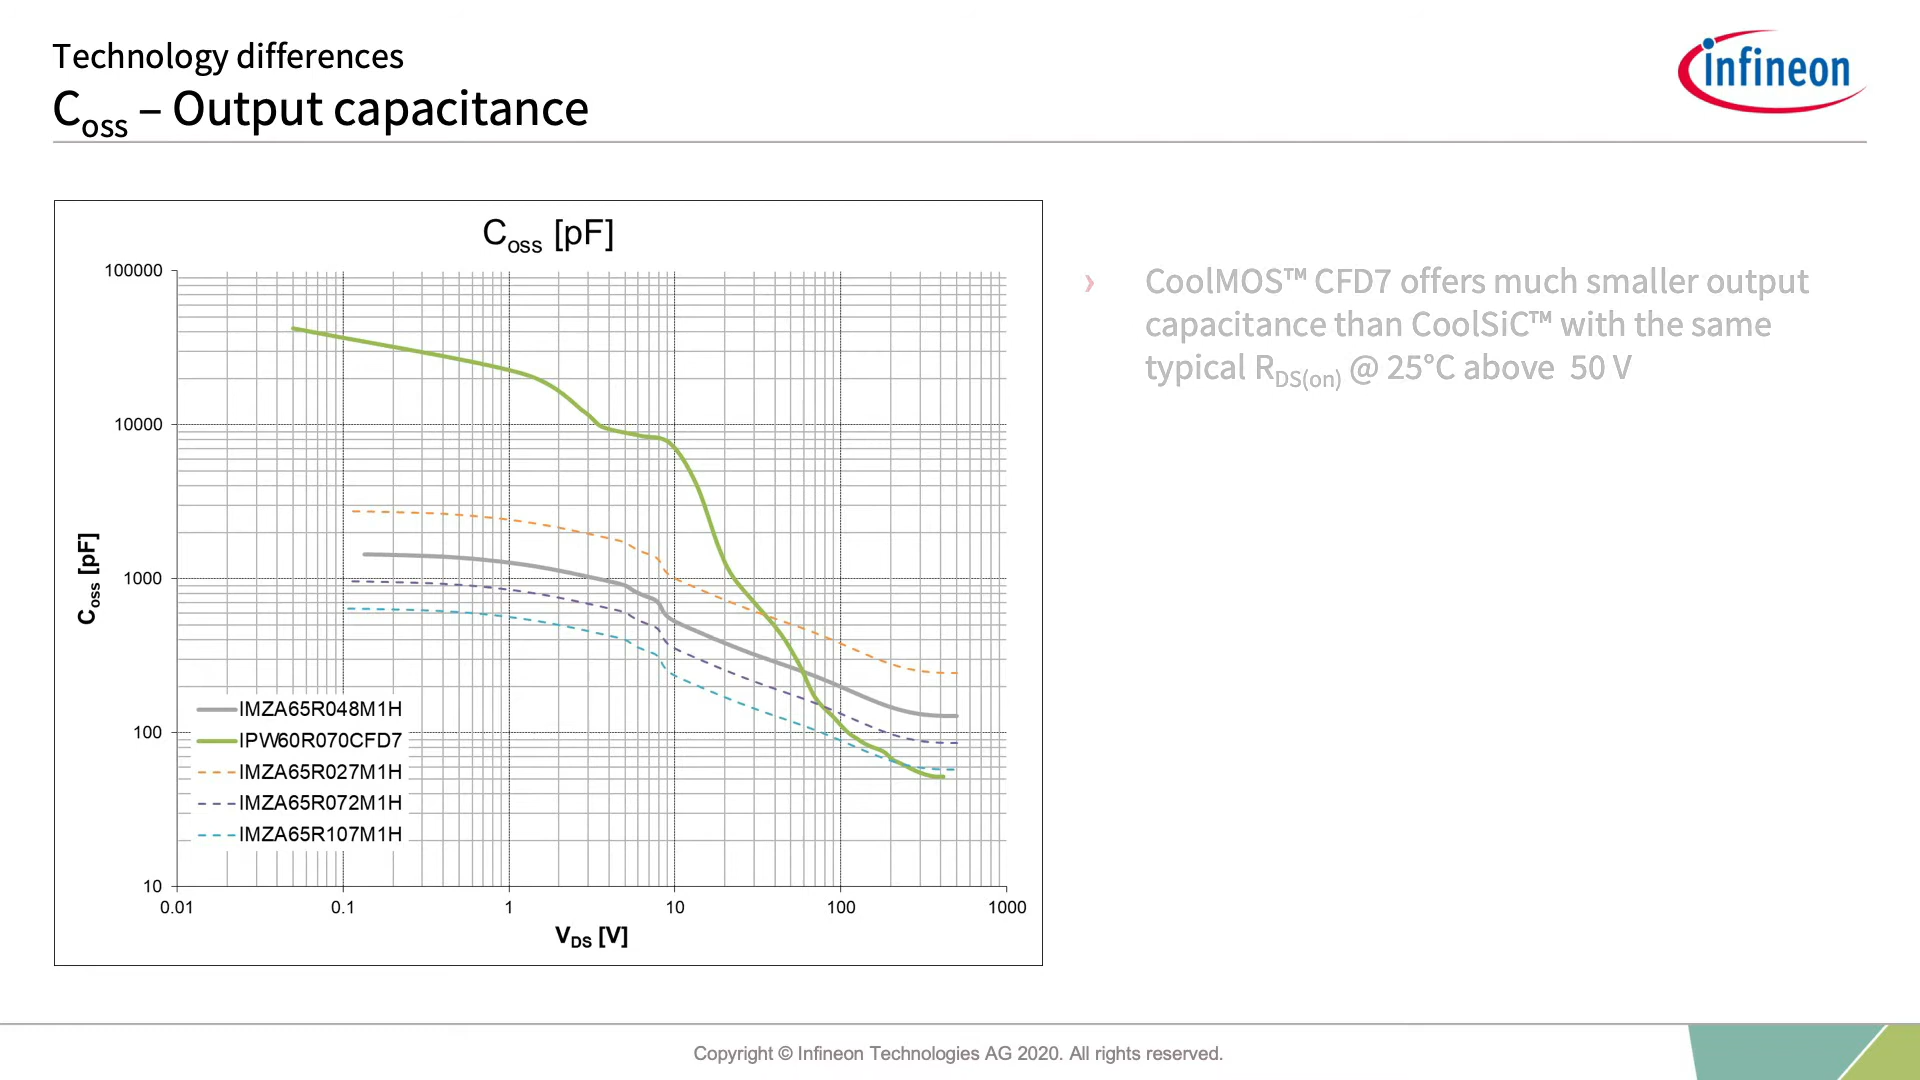 Technology differences
Coss – Output capacitance
infineon
Coss [pF]
100000
10000
1000
100
10
Coss [pF]
IMZA65R048M1H
IPW60R070CFD7
IMZA65R027M1H
IMZA65R072M1H
IMZA65R107M1H
0.01 0.1 1 10 100 1000
VDS [V]
› CoolMOS™ CFD7 offers much smaller output
capacitance than CoolSiC™ with the same
typical RDS(on) @ 25°C above 50 V
Copyright © Infineon Technologies AG 2020. All rights reserved.